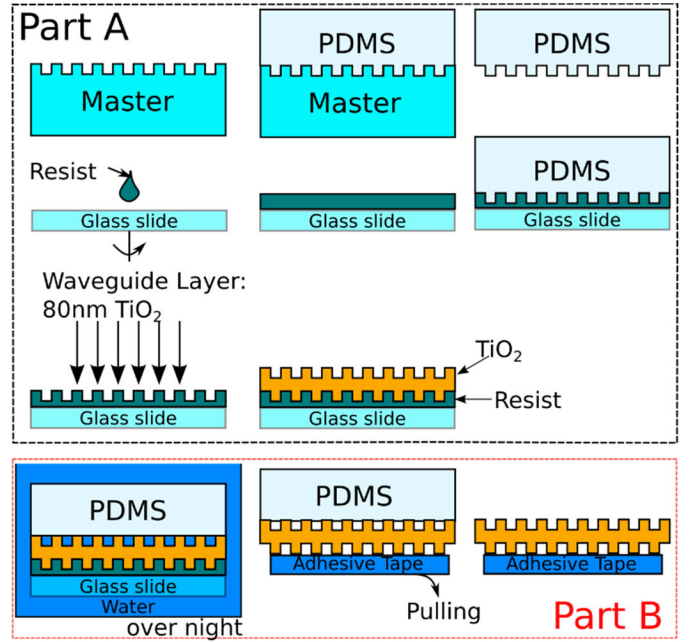 Part A
PDMS
PDMS
Master
Master
Resist
PDMS
Glass slide
Glass slide
Glass slide
Waveguide Layer:
80nm TiO2
TiO2
Resist
Glass slide
Glass slide
PDMS
PDMS
Glass slide
Adhesive Tape
Adhesive Tape
Water
Pulling
over night
Part B